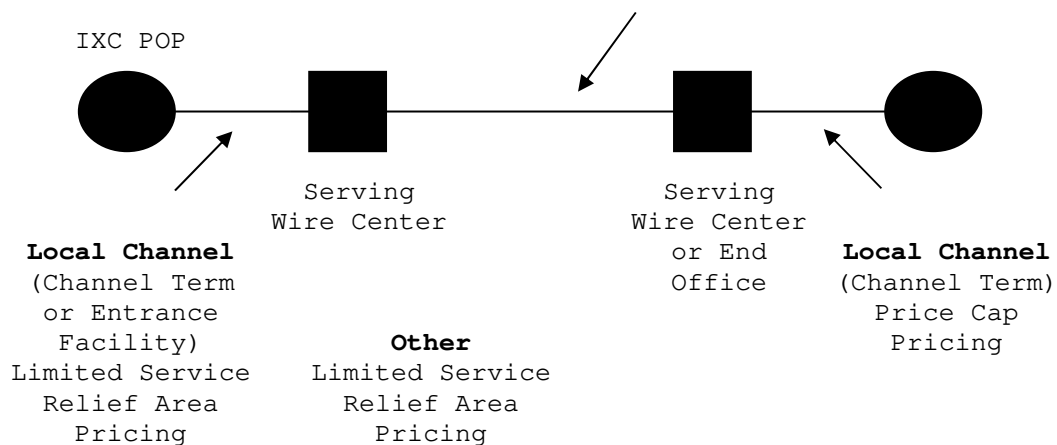 IXC POP
Serving
Wire Center
Serving
Wire Center
or End
Office
Local Channel
(Channel Term
or Entrance
Facility)
Limited Service
Relief Area
Pricing
Other
Limited Service
Relief Area
Pricing
Local Channel
(Channel Term)
Price Cap
Pricing